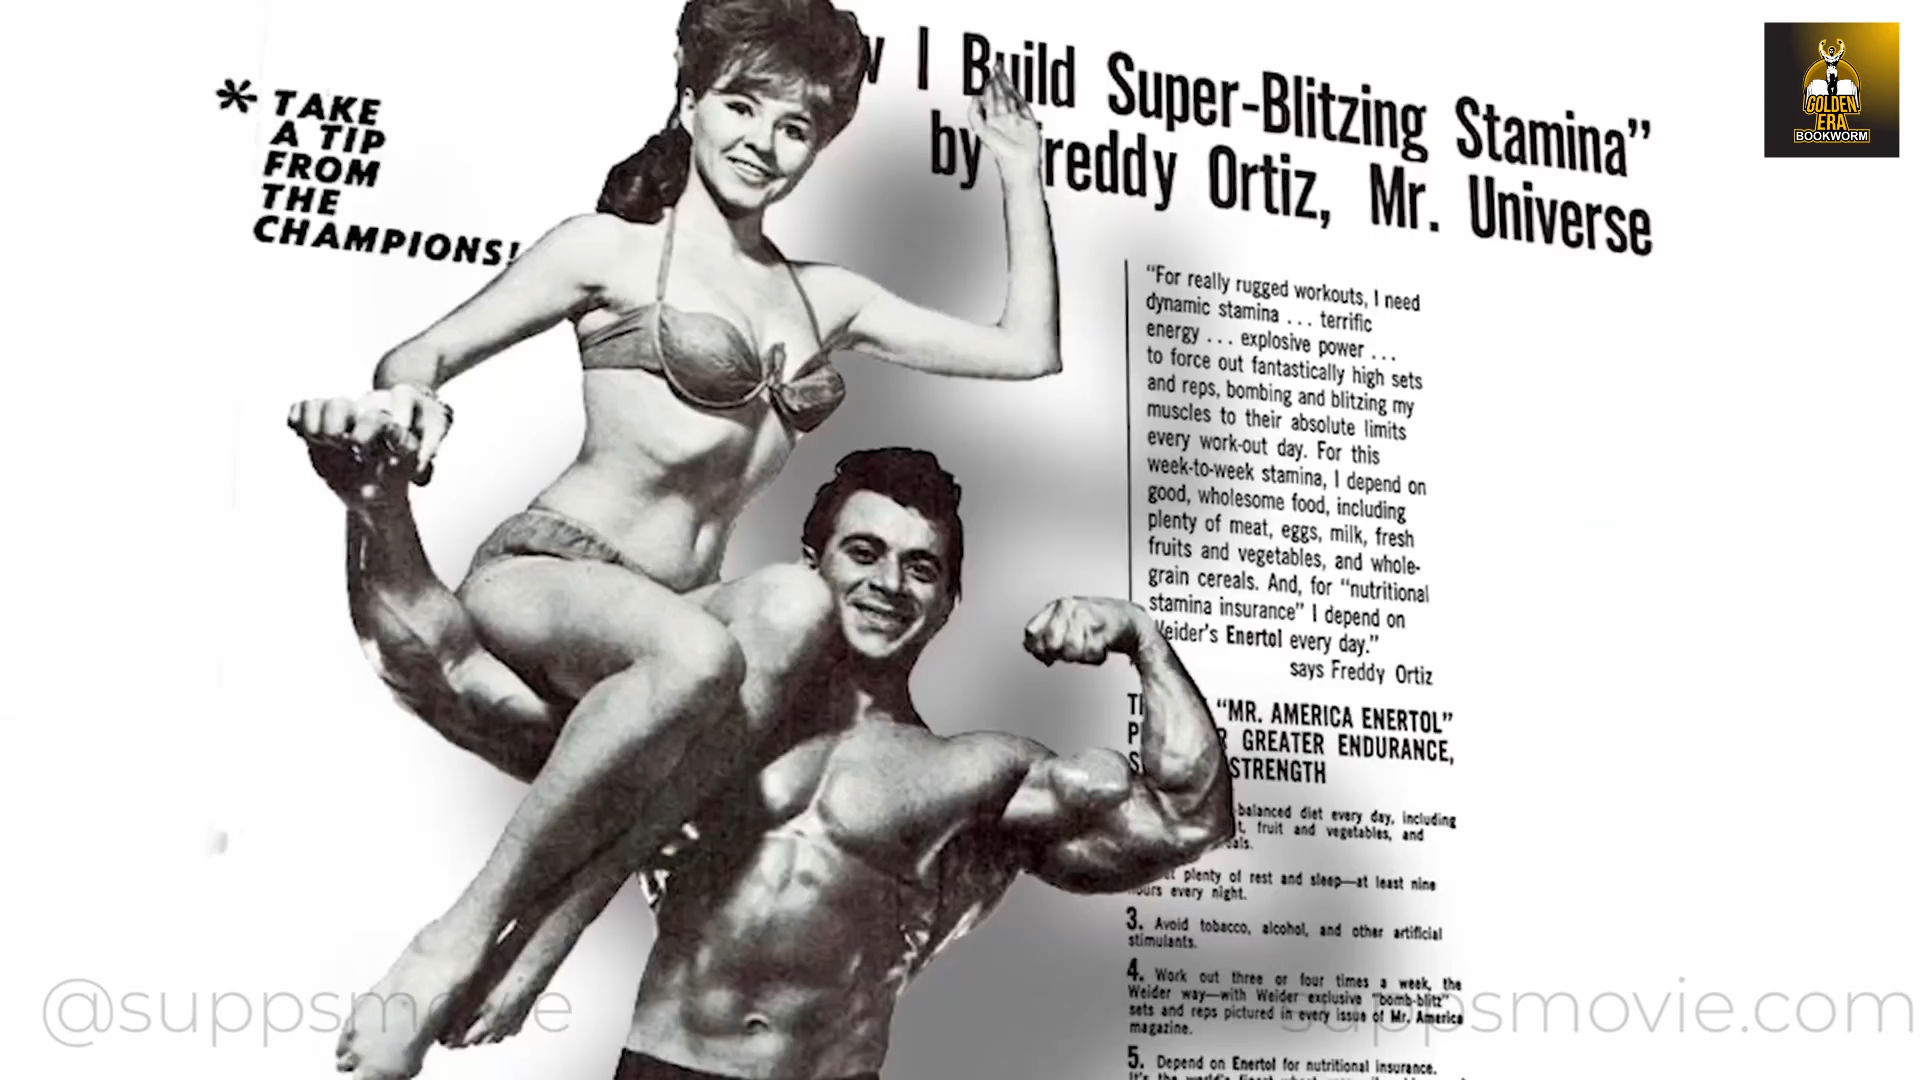 * TAKE
A TIP
FROM
THE
CHAMPIONS!
I Build Super-Blitzing Stamina"
by Freddy Ortiz, Mr. Universe
GOLDEN
ERA
BOOKWORM
"For really rugged workouts, I need
dynamic stamina . . . terrific
energy . . . explosive power . . .
to force out fantastically high sets
and reps, bombing and blitzing my
muscles to their absolute limits
every work-out day. For this
week-to-week stamina, I depend on
good, wholesome food, including
plenty of meat, eggs, milk, fresh
fruits and vegetables, and whole-
grain cereals. And, for "nutritional
stamina insurance" I depend on
Weider's Enertol every day."
says Freddy Ortiz
"MR. AMERICA ENERTOL"
GREATER ENDURANCE,
STRENGTH
-balanced diet every day, including
fruit and vegetables, and
plenty of rest and sleep—at least nine
hours every night.
3. Avoid tobacco, alcohol, and other artificial
stimulants.
4. Work out three or four times a week, the
Weider way—with Weider exclusive "bomb-blitz"
sets and reps pictured in every issue of Mr. America
magazine.
5. Depend on Enertol for nutritional insurance.
@suppsmovie
suppsmovie.com